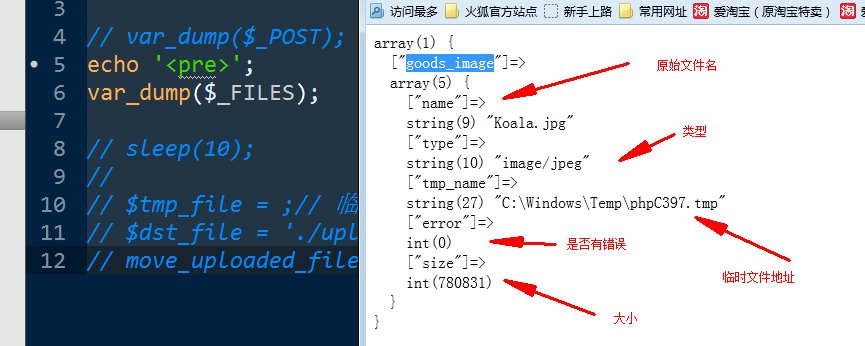 3
4 // var_dump($_POST);
5 echo '<pre>';
6 var_dump($_FILES);
7
8 // sleep(10);
9 //
10 // $tmp_file = ;// 临
11 // $dst_file = './upl
12 // move_uploaded_file
访问最多 火狐官方站点 新手上路 常用网址 爱淘宝（原淘宝特卖） 爱淘宝
array(1) {
["goods_image"]=>
array(5) {
["name"]=>
string(9) "Koala.jpg"
["type"]=>
string(10) "image/jpeg"
["tmp_name"]=>
string(27) "C:\Windows\Temp\phpC397.tmp"
["error"]=>
int(0)
["size"]=>
int(780831)
}
}
原始文件名
类型
是否有错误
临时文件地址
大小